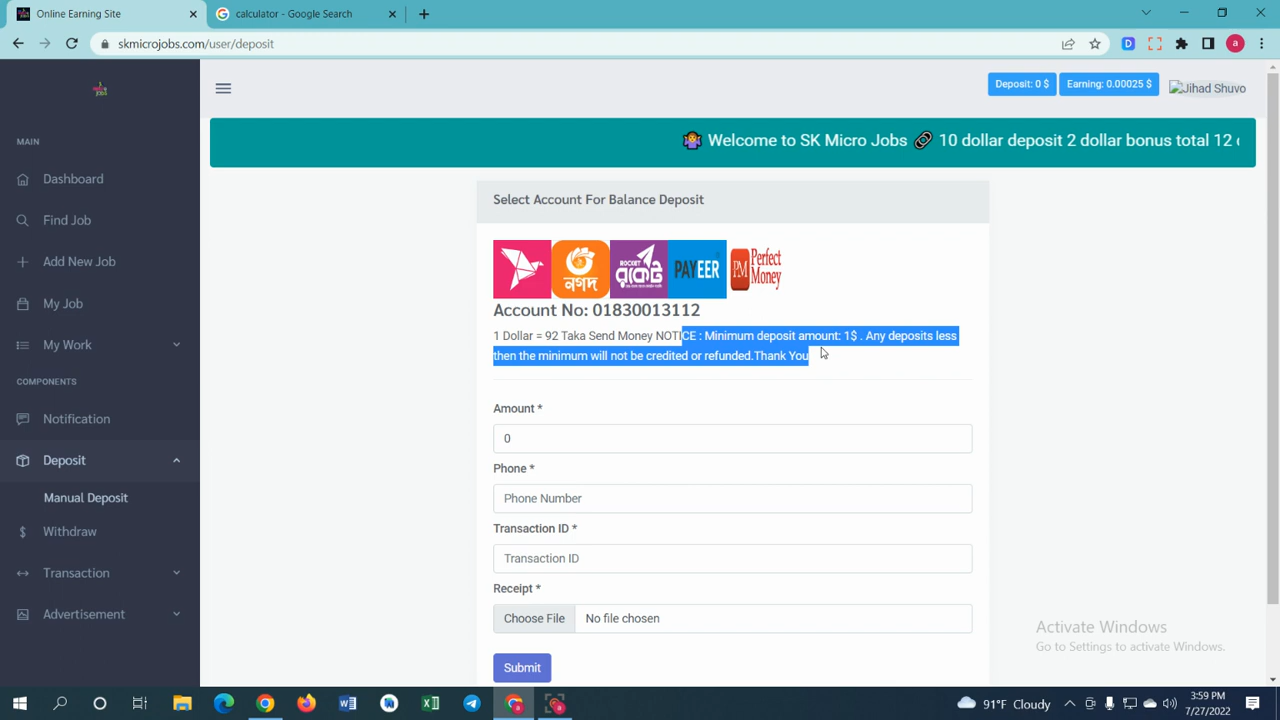 Online Earning Site
calculator - Google Search
skmicrojobs.com/user/deposit
D
a
Deposit: 0 $
Earning: 0.00025 $
Jihad Shuvo
Welcome to SK Micro Jobs 10 dollar deposit 2 dollar bonus total 12
MAIN
Dashboard
Find Job
Add New Job
My Job
My Work
COMPONENTS
Notification
Deposit
Manual Deposit
Withdraw
Transaction
Advertisement
Select Account For Balance Deposit
নগদ
ROCKET
রকেট
PAYEER
PM Perfect
Money
Account No: 01830013112
1 Dollar = 92 Taka Send Money NOTICE : Minimum deposit amount: 1$ . Any deposits less
then the minimum will not be credited or refunded.Thank You
Amount *
0
Phone *
Phone Number
Transaction ID *
Transaction ID
Receipt *
Choose File No file chosen
Submit
Activate Windows
Go to Settings to activate Windows.
91°F Cloudy
3:59 PM
7/27/2022